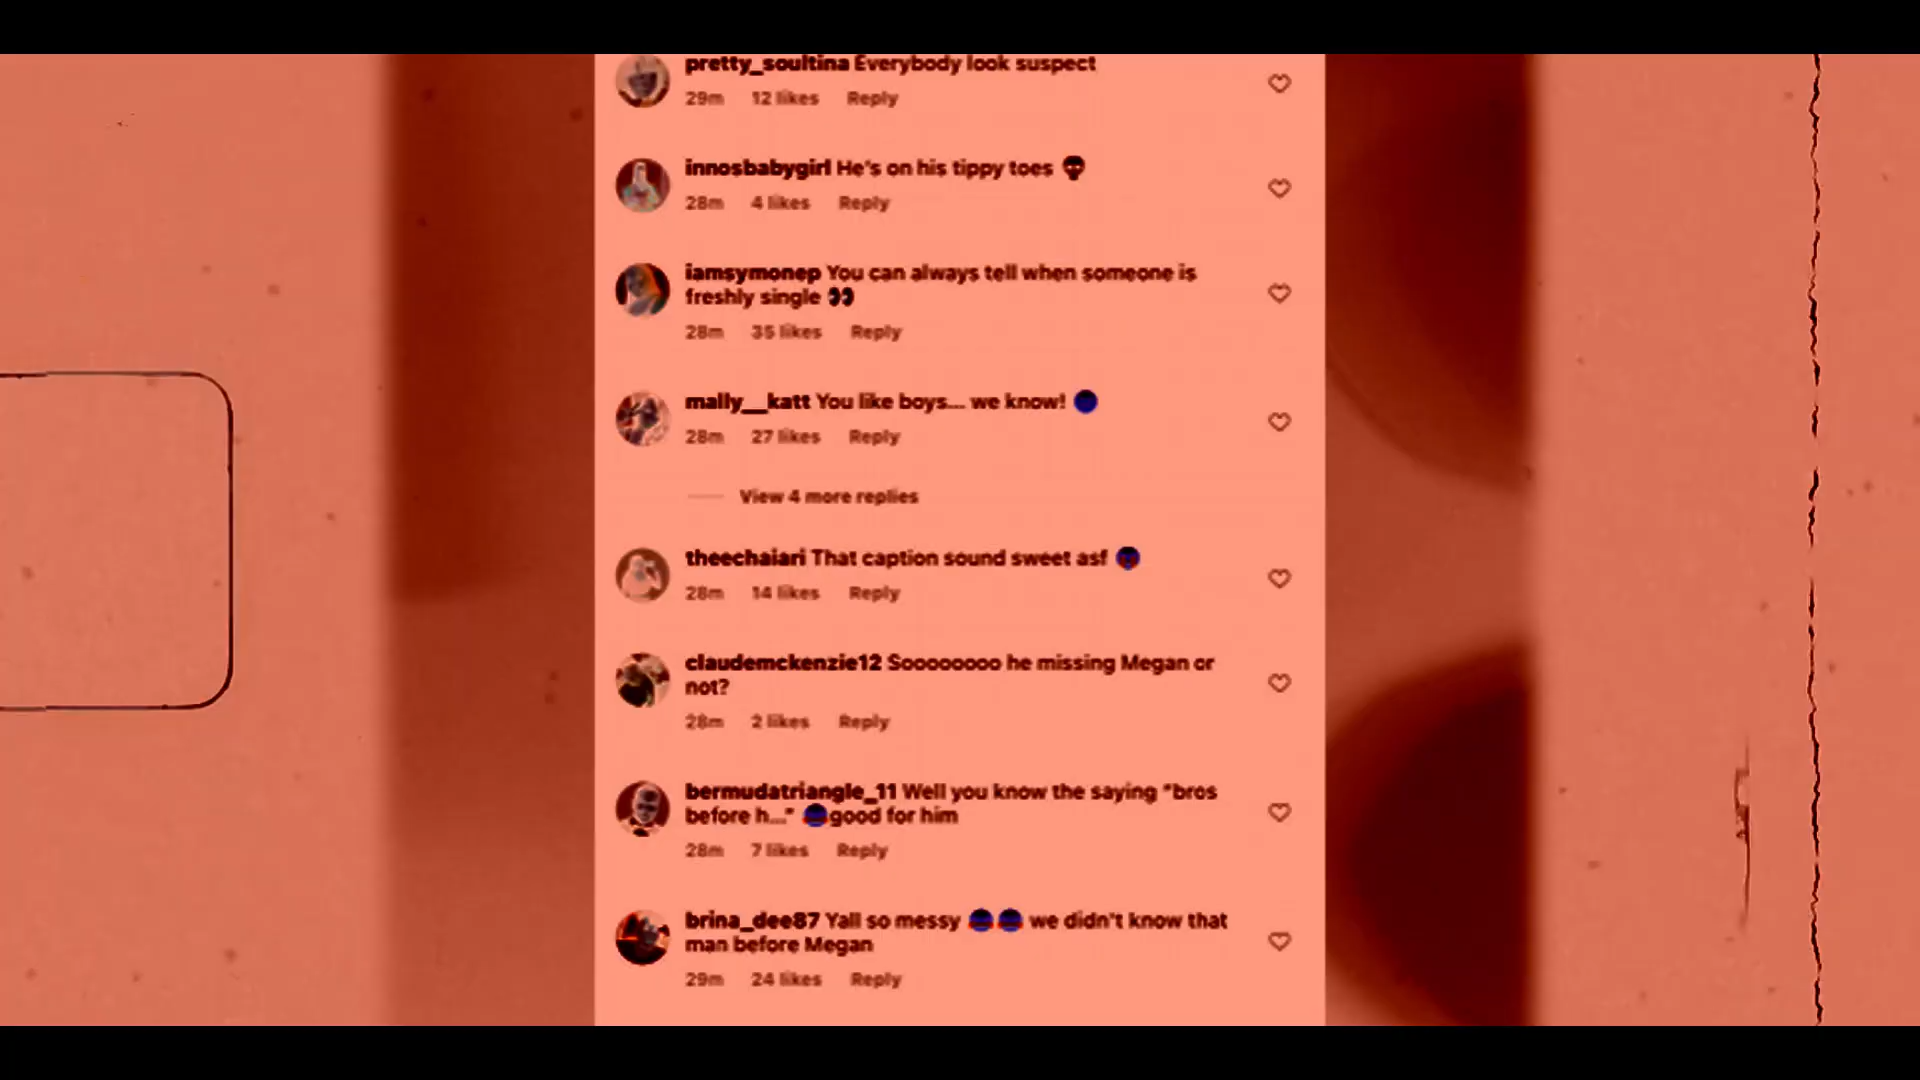 pretty_soultina Everybody look suspect
29m 12 likes Reply
innosbabygirl He's on his tippy toes
28m 4 likes Reply
iamsymonep You can always tell when someone is
freshly single 👀
28m 35 likes Reply
mally__katt You like boys... we know!
28m 27 likes Reply
View 4 more replies
theechaiari That caption sound sweet asf
28m 14 likes Reply
claudemckenzie12 Soooooooo he missing Megan or
not?
28m 2 likes Reply
bermudatriangle_11 Well you know the saying "bros
before h..." good for him
28m 7 likes Reply
brina_dee87 Yall so messy we didn't know that
man before Megan
29m 24 likes Reply